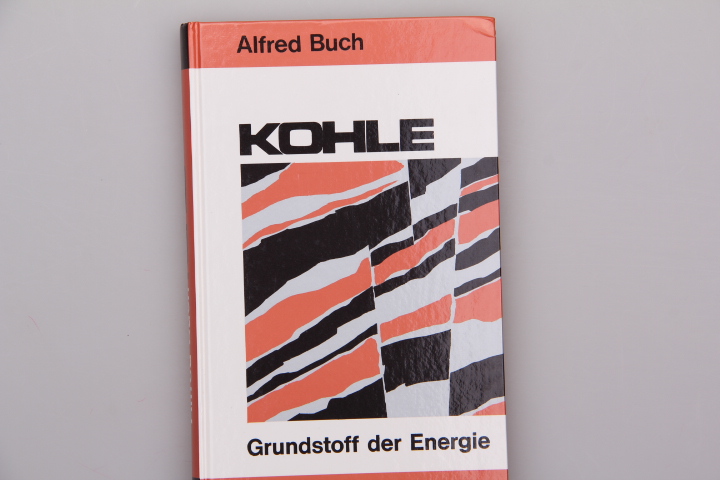 Alfred Buch
KOHLE
Grundstoff der Energie